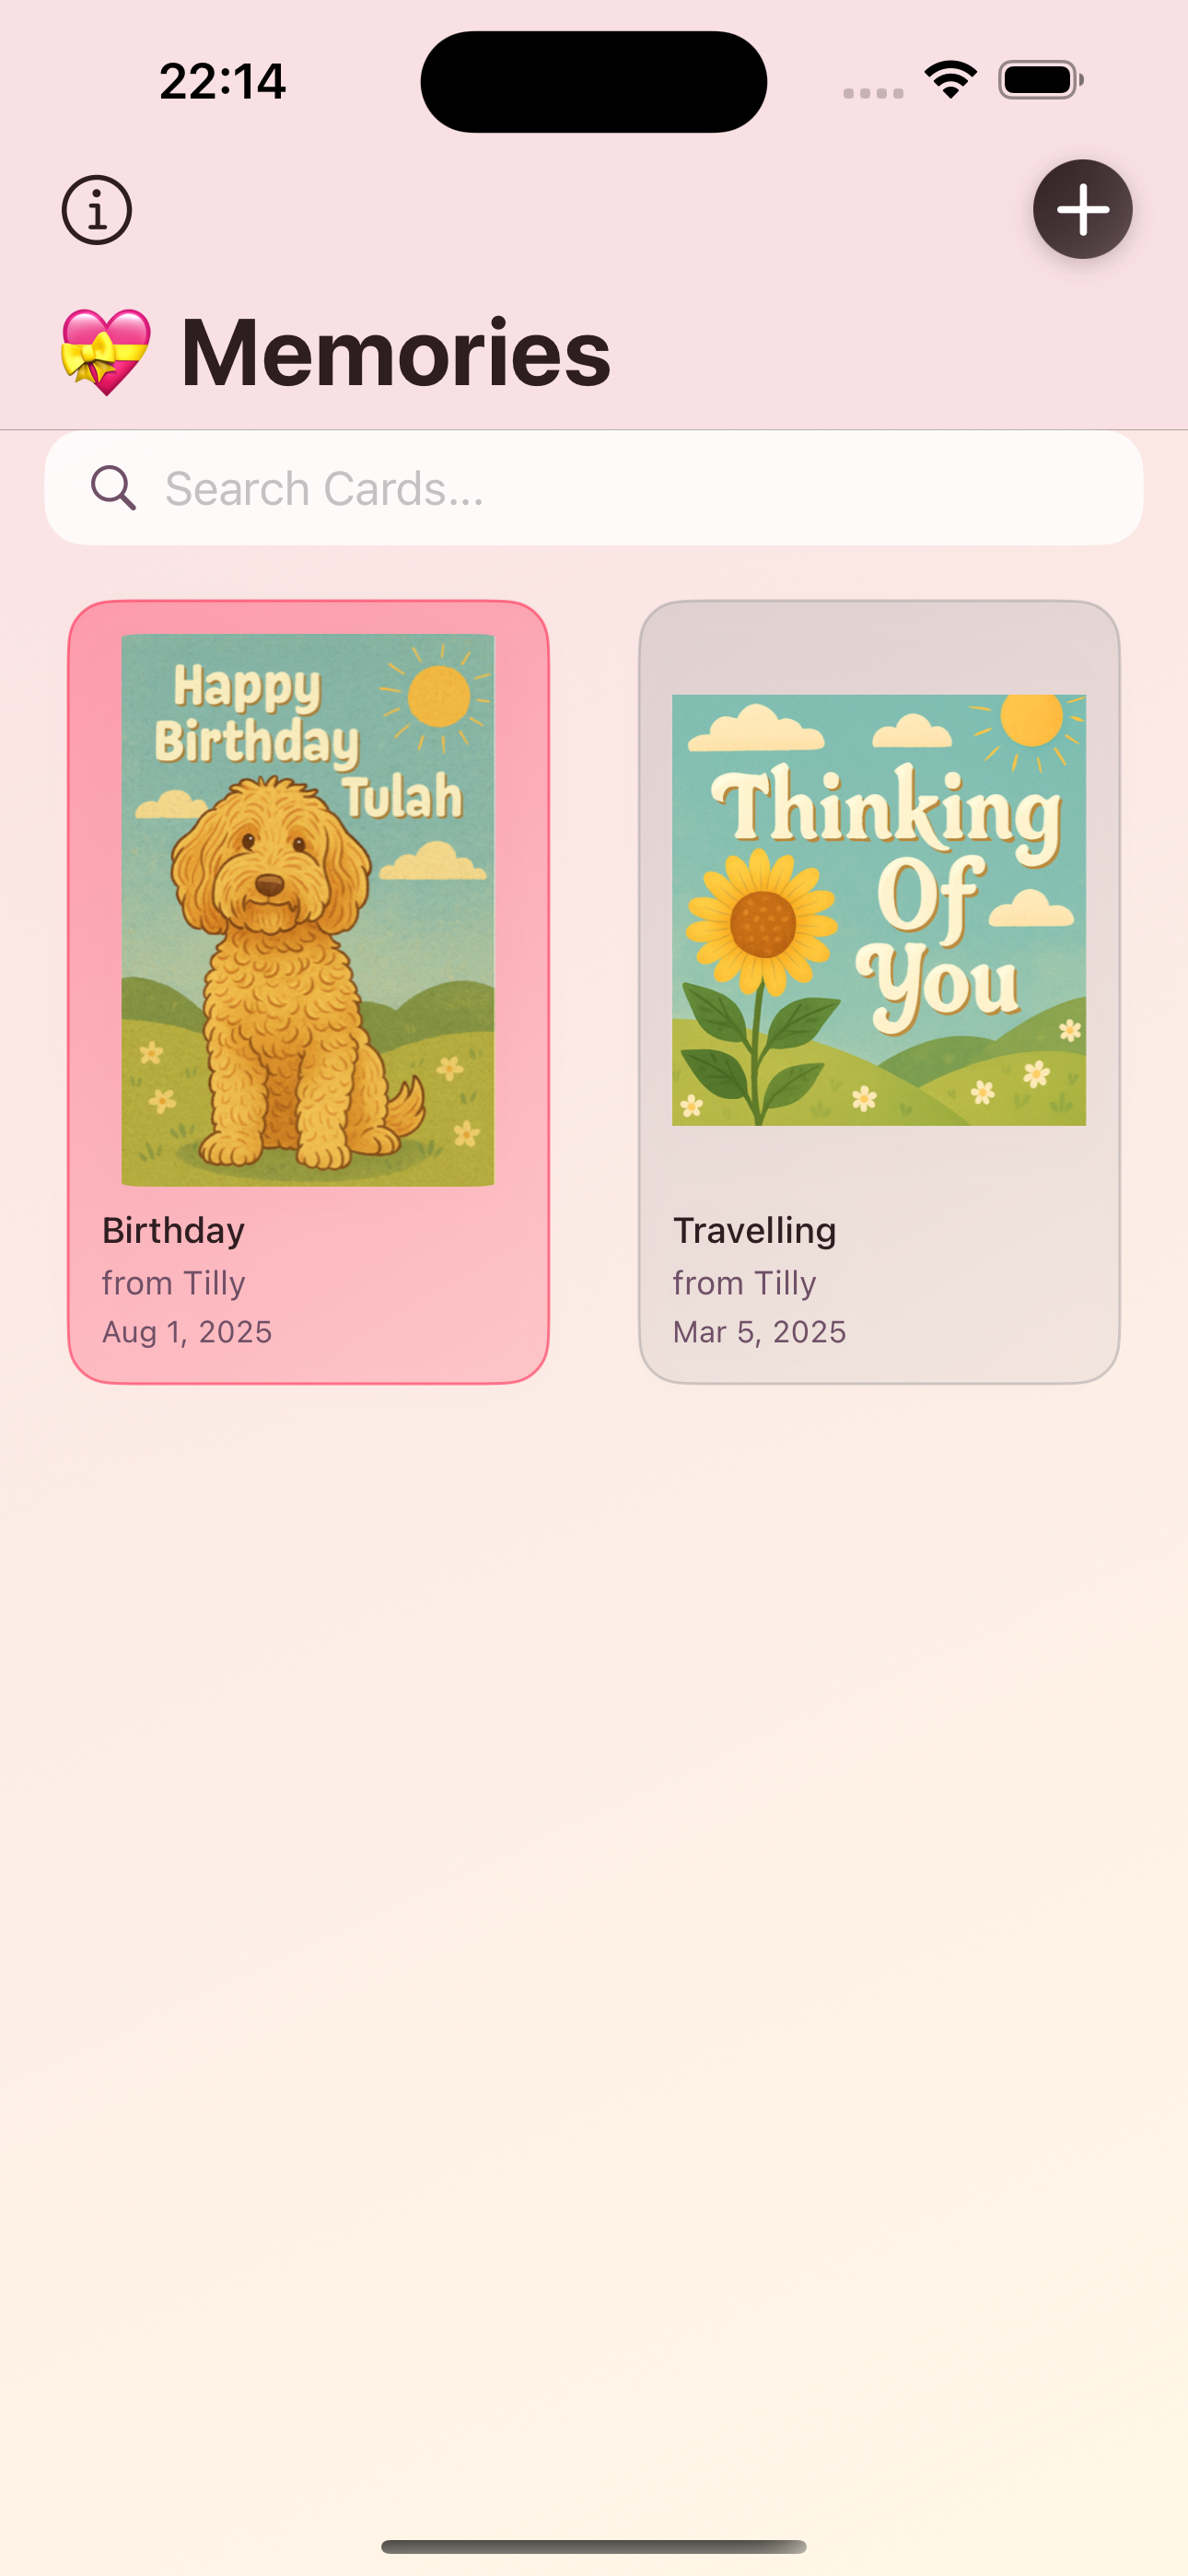 22:14
💝 Memories
Search Cards...
Happy
Birthday
Tulah
Birthday
from Tilly
Aug 1, 2025
Thinking
Of
You
Travelling
from Tilly
Mar 5, 2025